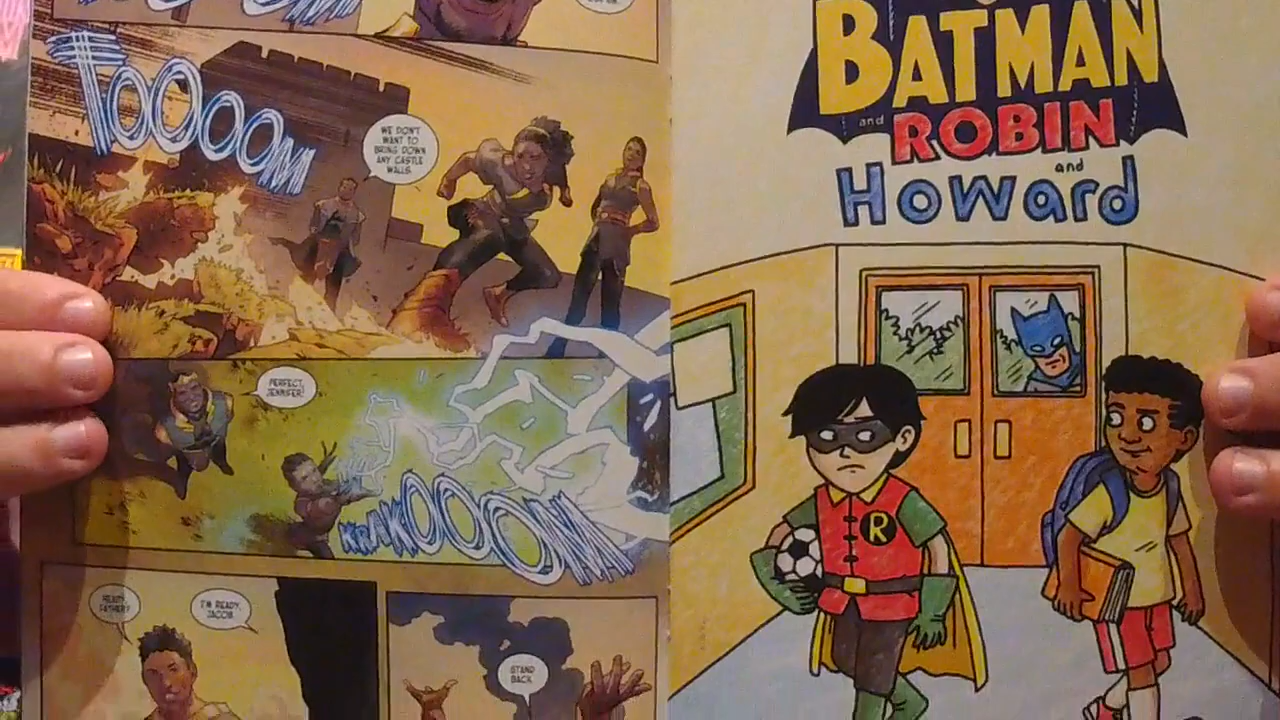 TOOOOM
WE DON'T
WANT TO
BRING DOWN
ANY CASTLE
WALLS.
PERFECT,
JENNIFER!
KRAKOOOOM
READY,
FATHER?
I'M READY,
JACOB.
STAND
BACK.
BATMAN
and
ROBIN
and
Howard
R